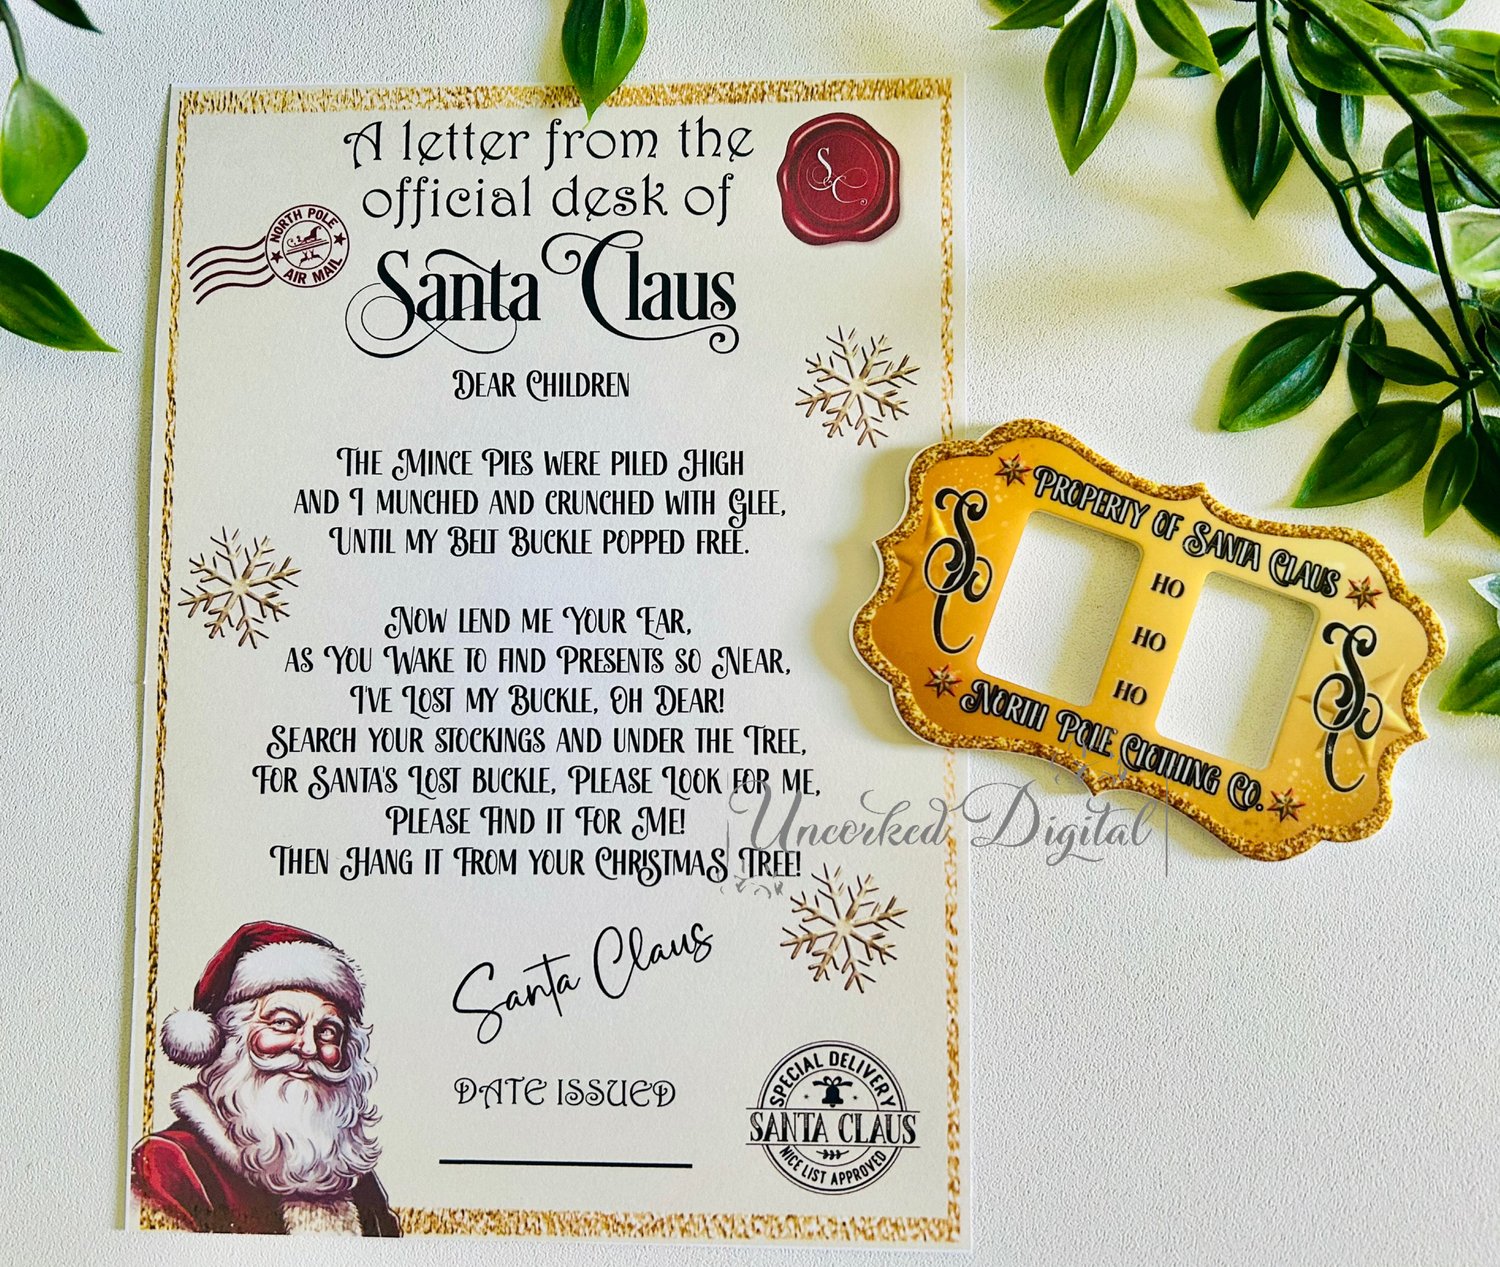 A letter from the
official desk of
Santa Claus
SC
NORTH POLE
AIR MAIL
Dear Children
The Mince Pies were piled High
and I munched and crunched with Glee,
Until my Belt Buckle popped free.
Now lend me Your Ear,
as You Wake to find Presents so Near,
I've Lost my Buckle, Oh Dear!
Search your stockings and under the Tree,
For Santa's Lost buckle, Please Look for me,
Please Find it For Me!
Then Hang it From your Christmas Tree!
Santa Claus
DATE ISSUED
SPECIAL DELIVERY
SANTA CLAUS
NICE LIST APPROVED
Property of Santa Claus
SC
HO
HO
HO
SC
North Pole Clothing Co.
Uncorked Digital